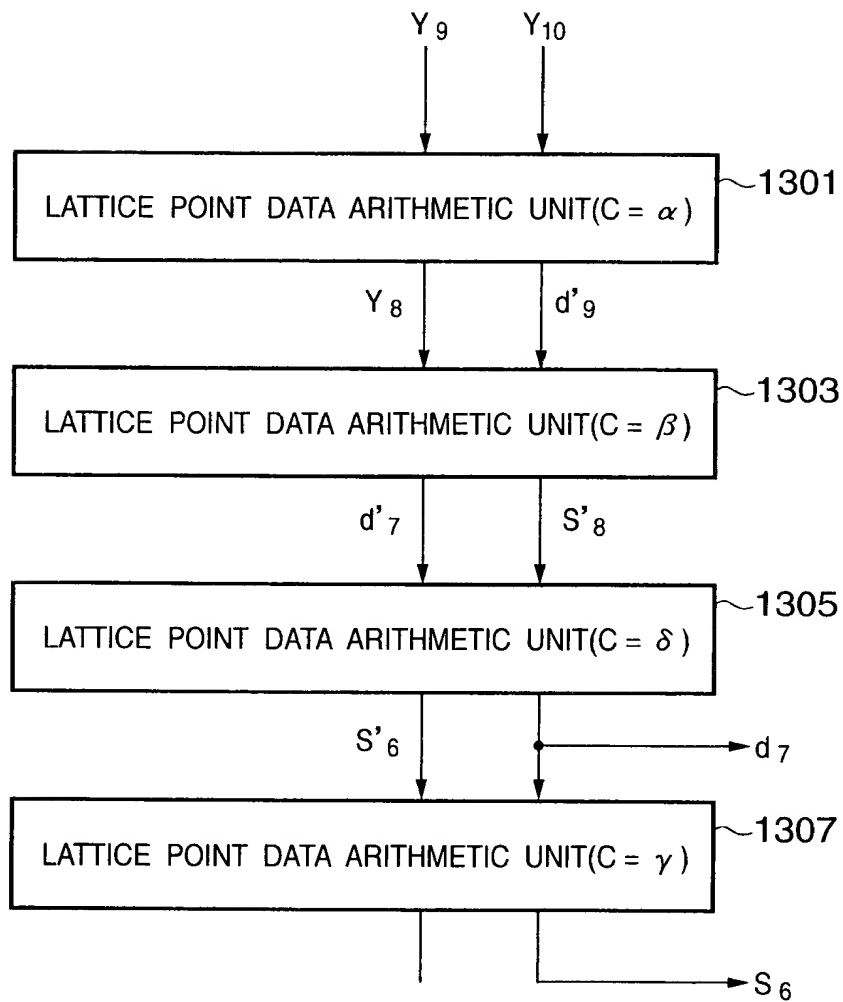 Y₉ Y₁₀
LATTICE POINT DATA ARITHMETIC UNIT(C = α) 1301
Y₈ d'₉
LATTICE POINT DATA ARITHMETIC UNIT(C = β) 1303
d'₇ S'₈
LATTICE POINT DATA ARITHMETIC UNIT(C = δ) 1305
S'₆ d₇
LATTICE POINT DATA ARITHMETIC UNIT(C = γ) 1307
S₆